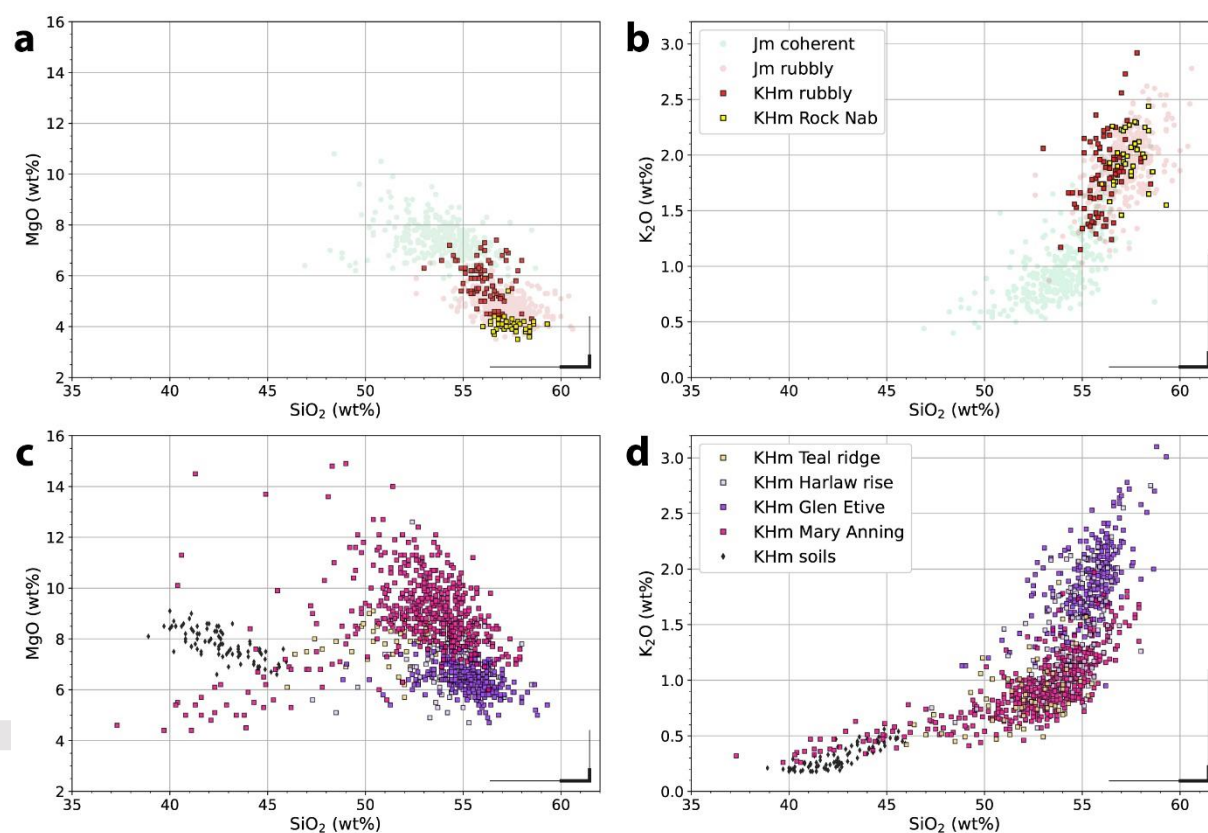 a
16
14
12
10
8
6
4
2
MgO (wt%)
35 40 45 50 55 60
SiO₂ (wt%)
b
3.0
2.5
2.0
1.5
1.0
0.5
0.0
K₂O (wt%)
Jm coherent
Jm rubbly
KHm rubbly
KHm Rock Nab
35 40 45 50 55 60
SiO₂ (wt%)
c
16
14
12
10
8
6
4
2
MgO (wt%)
35 40 45 50 55 60
SiO₂ (wt%)
d
3.0
2.5
2.0
1.5
1.0
0.5
0.0
K₂O (wt%)
KHm Teal ridge
KHm Harlaw rise
KHm Glen Etive
KHm Mary Anning
KHm soils
35 40 45 50 55 60
SiO₂ (wt%)